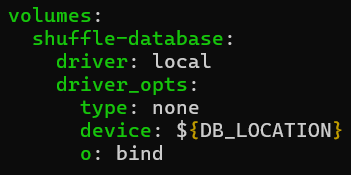 volumes:
  shuffle-database:
    driver: local
    driver_opts:
      type: none
      device: ${DB_LOCATION}
      o: bind